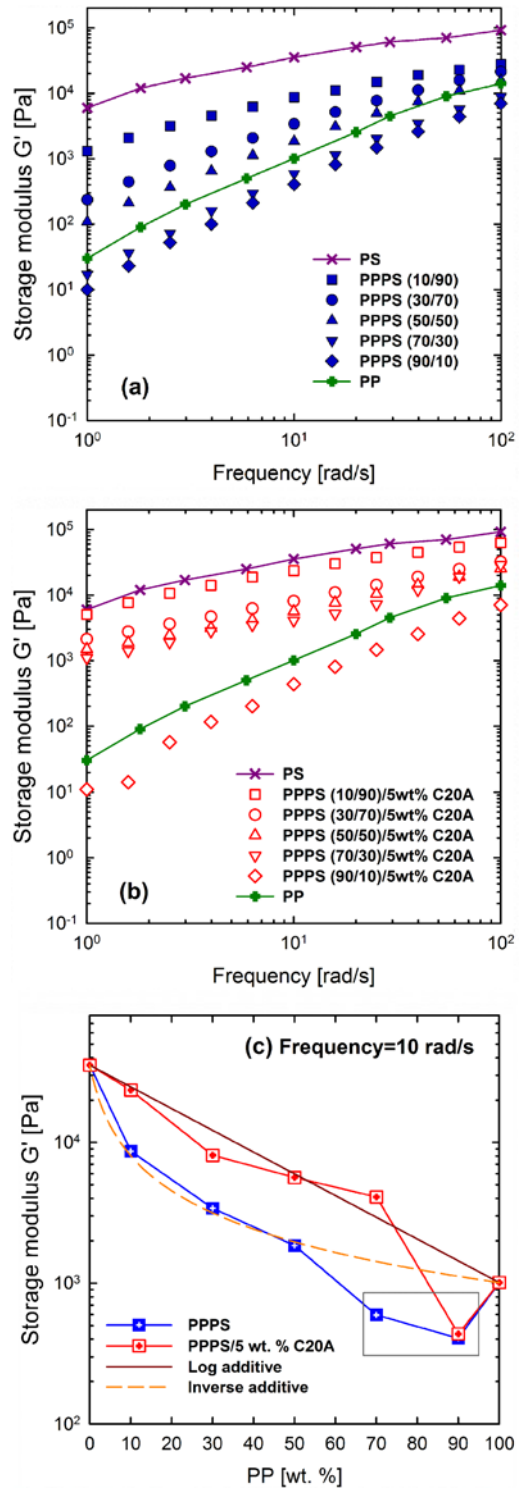 10⁵
10⁴
10³
10²
10¹
10⁰
10⁻¹
Storage modulus G' [Pa]
PS
PPPS (10/90)
PPPS (30/70)
PPPS (50/50)
PPPS (70/30)
PPPS (90/10)
PP
(a)
10⁰ 10¹ 10²
Frequency [rad/s]
10⁵
10⁴
10³
10²
10¹
10⁰
10⁻¹
Storage modulus G' [Pa]
PS
PPPS (10/90)/5wt% C20A
PPPS (30/70)/5wt% C20A
PPPS (50/50)/5wt% C20A
PPPS (70/30)/5wt% C20A
PPPS (90/10)/5wt% C20A
PP
(b)
10⁰ 10¹ 10²
Frequency [rad/s]
(c) Frequency=10 rad/s
10⁴
10³
10²
Storage modulus G' [Pa]
PPPS
PPPS/5 wt. % C20A
Log additive
Inverse additive
0 10 20 30 40 50 60 70 80 90 100
PP [wt. %]